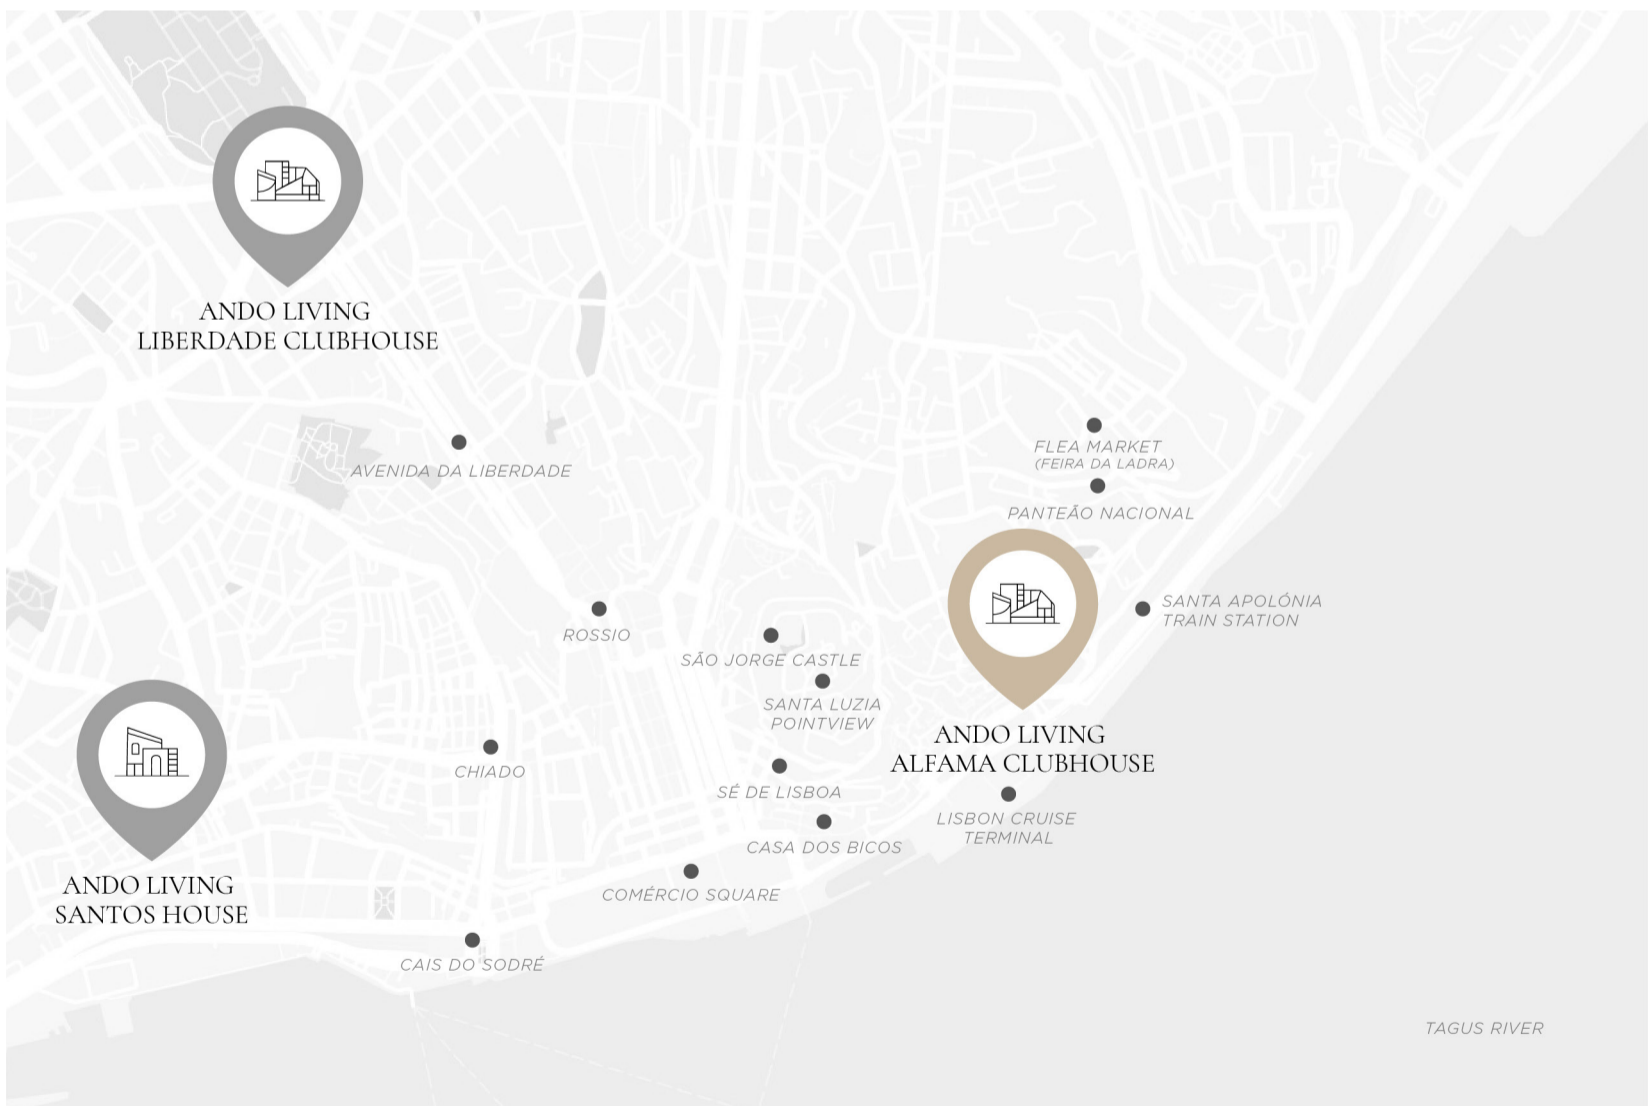 ANDO LIVING
LIBERDADE CLUBHOUSE
AVENIDA DA LIBERDADE
FLEA MARKET
(FEIRA DA LADRA)
PANTEÃO NACIONAL
SANTA APOLÓNIA
TRAIN STATION
ROSSIO
SÃO JORGE CASTLE
SANTA LUZIA
POINTVIEW
ANDO LIVING
ALFAMA CLUBHOUSE
CHIADO
SÉ DE LISBOA
LISBON CRUISE
TERMINAL
CASA DOS BICOS
ANDO LIVING
SANTOS HOUSE
COMÉRCIO SQUARE
CAIS DO SODRÉ
TAGUS RIVER